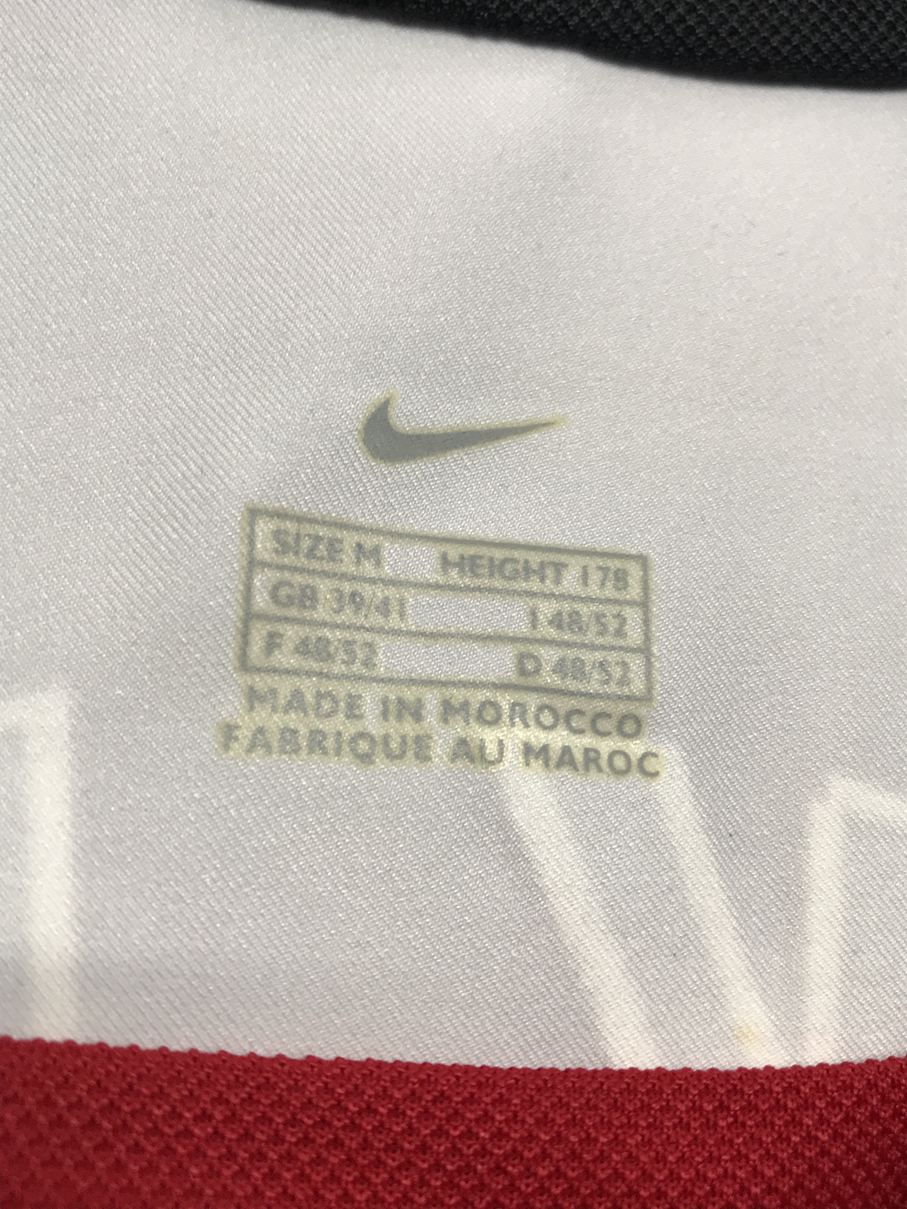 SIZE M HEIGHT 178
GB 39/41 I 48/52
F 48/52 D 48/52
MADE IN MOROCCO
FABRIQUE AU MAROC